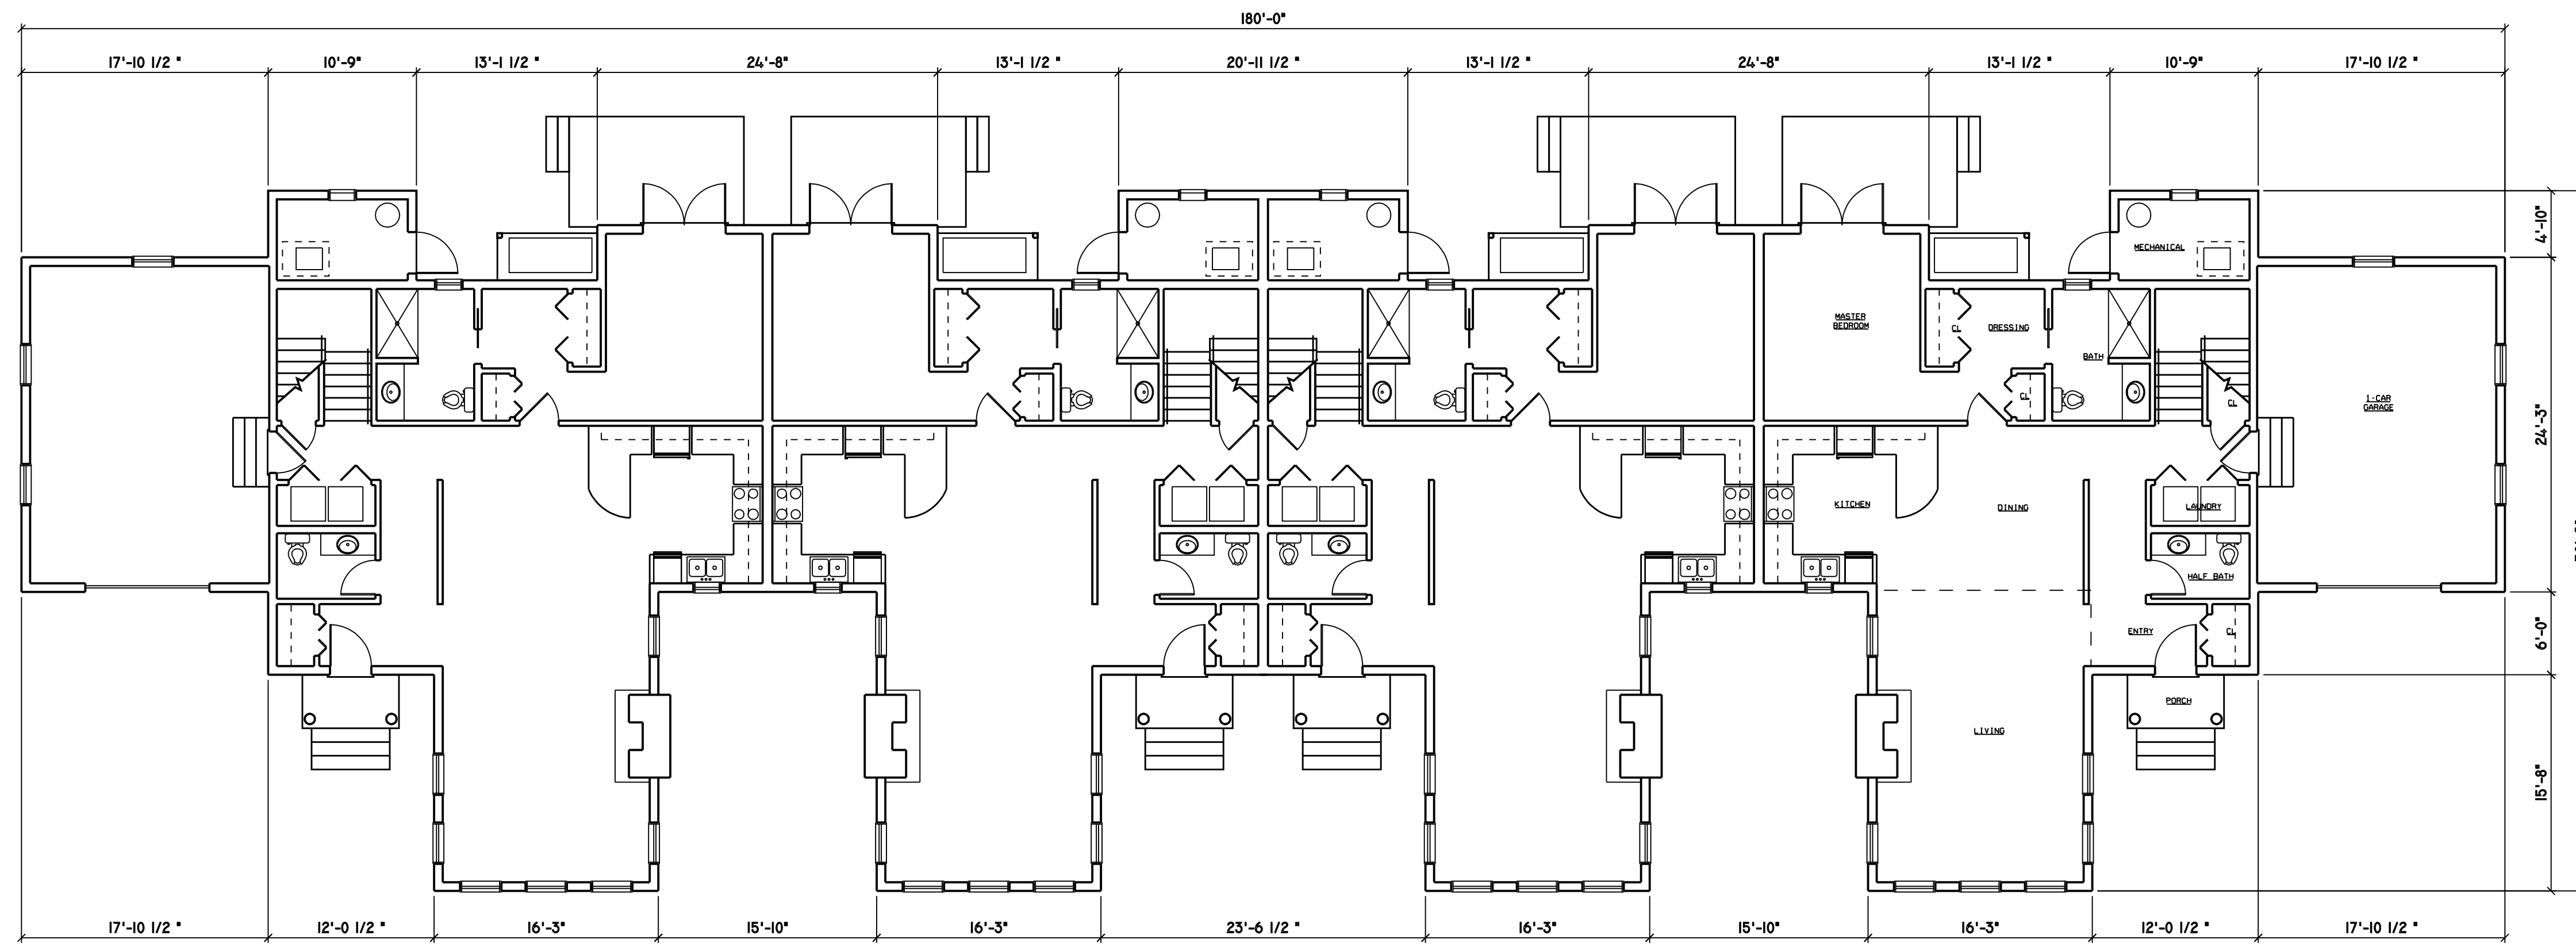 180'-0"
17'-10 1/2 "
10'-9"
13'-1 1/2 "
24'-8"
13'-1 1/2 "
20'-11 1/2 "
13'-1 1/2 "
24'-8"
13'-1 1/2 "
10'-9"
17'-10 1/2 "
4'-10"
MECHANICAL
MASTER
BEDROOM
CL
DRESSING
BATH
CL
CL
1-CAR
GARAGE
24'-3"
KITCHEN
DINING
LAUNDRY
HALF BATH
ENTRY
CL
6'-0"
PORCH
LIVING
15'-8"
17'-10 1/2 "
12'-0 1/2 "
16'-3"
15'-10"
16'-3"
23'-6 1/2 "
16'-3"
15'-10"
16'-3"
12'-0 1/2 "
17'-10 1/2 "